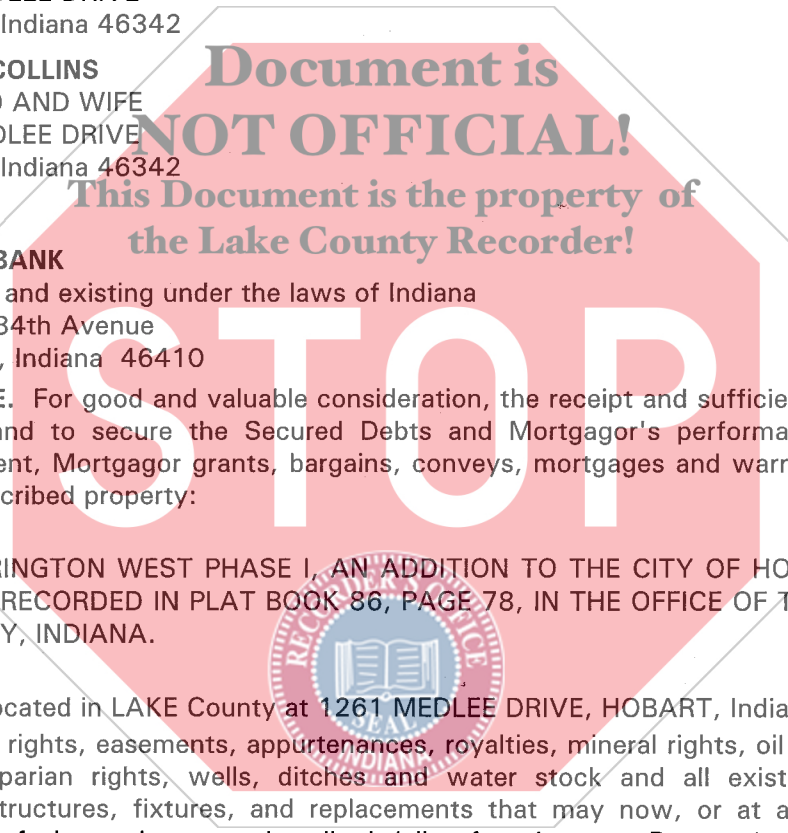 Indiana 46342
COLLINS
AND WIFE
DLEE DRIVE
Indiana 46342
BANK
and existing under the laws of Indiana
34th Avenue
, Indiana 46410
E. For good and valuable consideration, the receipt and sufficie
and to secure the Secured Debts and Mortgagor's performa
ent, Mortgagor grants, bargains, conveys, mortgages and warr
scribed property:
RINGTON WEST PHASE I, AN ADDITION TO THE CITY OF HO
RECORDED IN PLAT BOOK 86, PAGE 78, IN THE OFFICE OF T
Y, INDIANA.
ocated in LAKE County at 1261 MEDLEE DRIVE, HOBART, India
rights, easements, appurtenances, royalties, mineral rights, oil
parian rights, wells, ditches and water stock and all exist
tructures, fixtures, and replacements that may now, or at a
Document is
NOT OFFICIAL!
This Document is the property of
the Lake County Recorder!
STOP
RECORDER'S OFFICE
SEAL
INDIANA